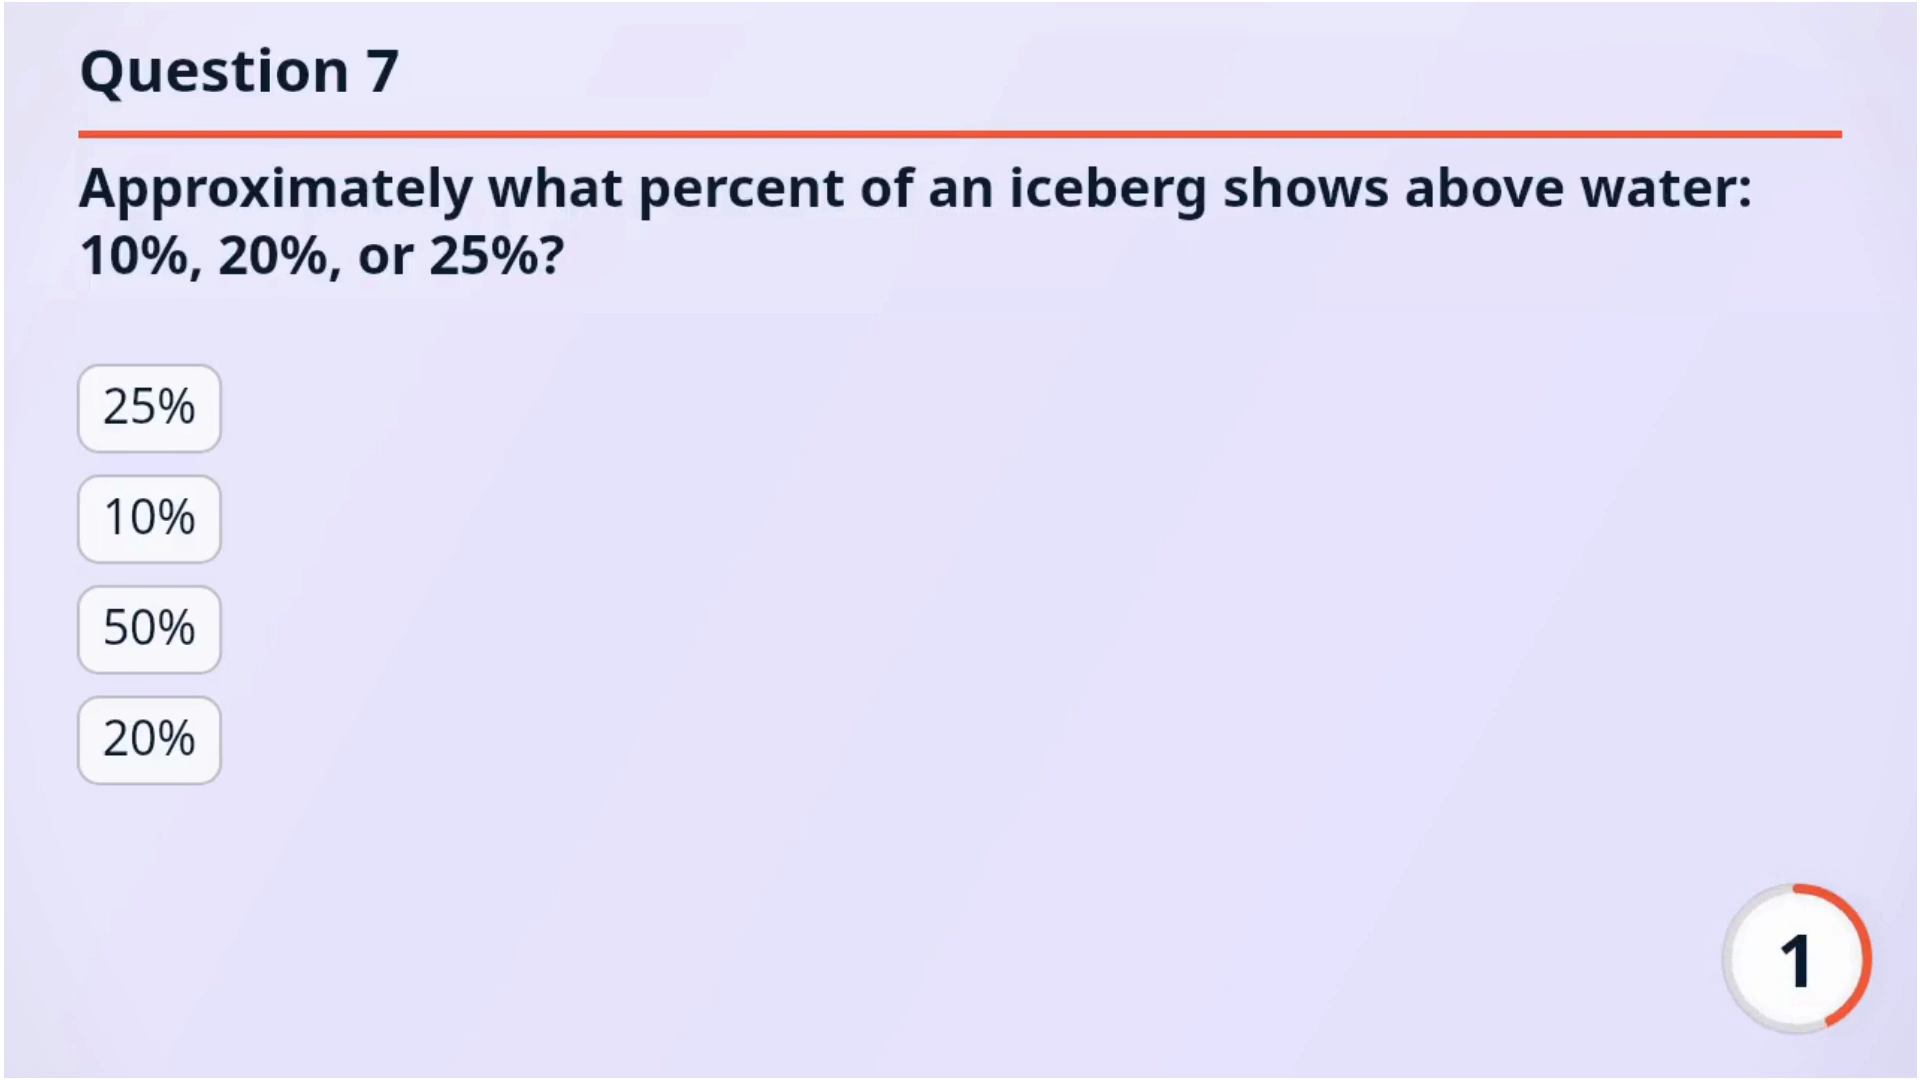 Question 7
Approximately what percent of an iceberg shows above water:
10%, 20%, or 25%?
25%
10%
50%
20%
1